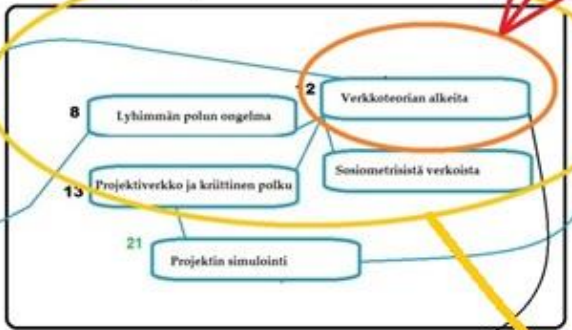 12
Verkkoteorian alkeita
8
Lyhimmän polun ongelma
Sosiometrisistä verkoista
13
Projektiverkko ja kriittinen polku
21
Projektin simulointi